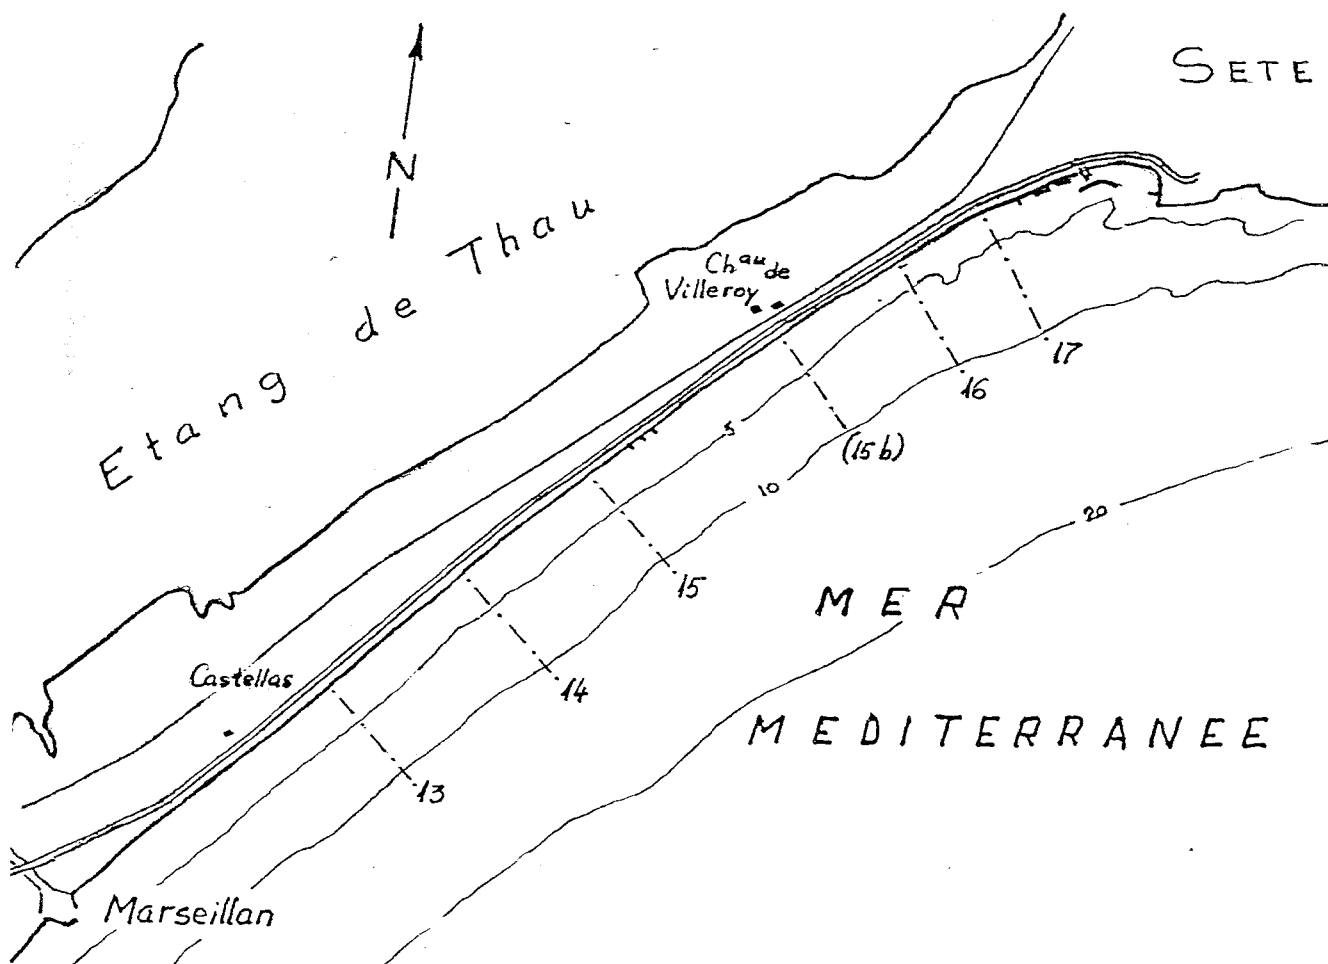 SETE
N
Etang de Thau
Chau de
Villeroy
17
16
(15b)
5
10
20
15
MER
14
Castellas
MEDITERRANEE
13
Marseillan